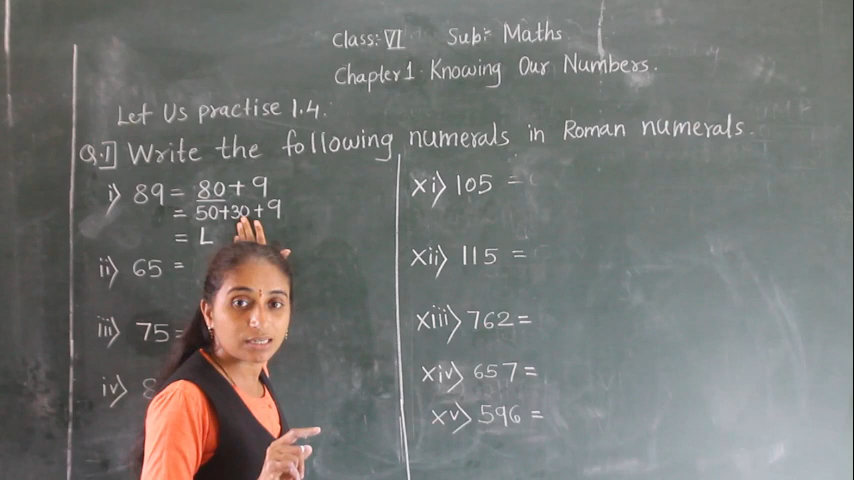 Class: VI Sub:- Maths
Chapter 1. Knowing Our Numbers.
Let Us practise 1.4.
Q.1] Write the following numerals in Roman numerals.
i) 89 = 80 + 9
= 50+30+9
= L
ii) 65 =
iii) 75 =
iv) 8
xi) 105 =
xii) 115 =
xiii) 762 =
xiv) 657 =
xv) 596 =